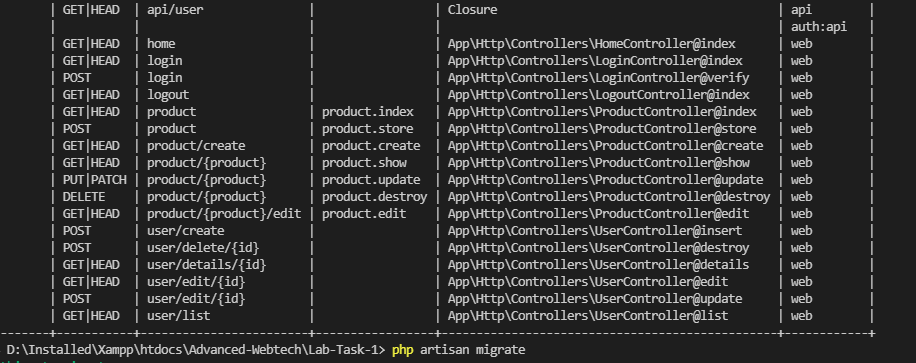 | GET|HEAD | api/user | | Closure | api |
| | | | | auth:api |
| GET|HEAD | home | | App\Http\Controllers\HomeController@index | web |
| GET|HEAD | login | | App\Http\Controllers\LoginController@index | web |
| POST | login | | App\Http\Controllers\LoginController@verify | web |
| GET|HEAD | logout | | App\Http\Controllers\LogoutController@index | web |
| GET|HEAD | product | product.index | App\Http\Controllers\ProductController@index | web |
| POST | product | product.store | App\Http\Controllers\ProductController@store | web |
| GET|HEAD | product/create | product.create | App\Http\Controllers\ProductController@create | web |
| GET|HEAD | product/{product} | product.show | App\Http\Controllers\ProductController@show | web |
| PUT|PATCH | product/{product} | product.update | App\Http\Controllers\ProductController@update | web |
| DELETE | product/{product} | product.destroy | App\Http\Controllers\ProductController@destroy | web |
| GET|HEAD | product/{product}/edit | product.edit | App\Http\Controllers\ProductController@edit | web |
| POST | user/create | | App\Http\Controllers\UserController@insert | web |
| POST | user/delete/{id} | | App\Http\Controllers\UserController@destroy | web |
| GET|HEAD | user/details/{id} | | App\Http\Controllers\UserController@details | web |
| GET|HEAD | user/edit/{id} | | App\Http\Controllers\UserController@edit | web |
| POST | user/edit/{id} | | App\Http\Controllers\UserController@update | web |
| GET|HEAD | user/list | | App\Http\Controllers\UserController@list | web |
D:\Installed\Xampp\htdocs\Advanced-Webtech\Lab-Task-1> php artisan migrate